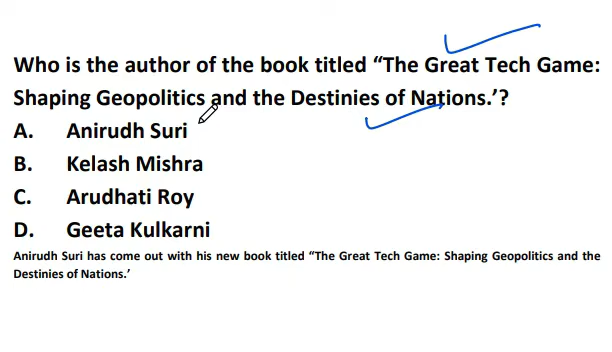 Who is the author of the book titled “The Great Tech Game:
Shaping Geopolitics and the Destinies of Nations.’?
A. Anirudh Suri
B. Kelash Mishra
C. Arudhati Roy
D. Geeta Kulkarni
Anirudh Suri has come out with his new book titled “The Great Tech Game: Shaping Geopolitics and the
Destinies of Nations.’